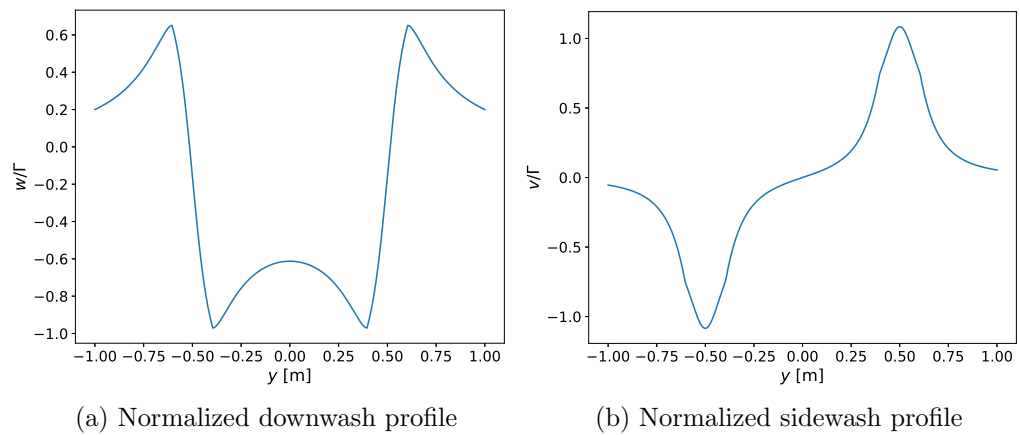 0.6
0.4
0.2
0.0
−0.2
−0.4
−0.6
−0.8
−1.0
w/Γ
−1.00 −0.75 −0.50 −0.25 0.00 0.25 0.50 0.75 1.00
y [m]
(a) Normalized downwash profile
1.0
0.5
0.0
−0.5
−1.0
v/Γ
−1.00 −0.75 −0.50 −0.25 0.00 0.25 0.50 0.75 1.00
y [m]
(b) Normalized sidewash profile